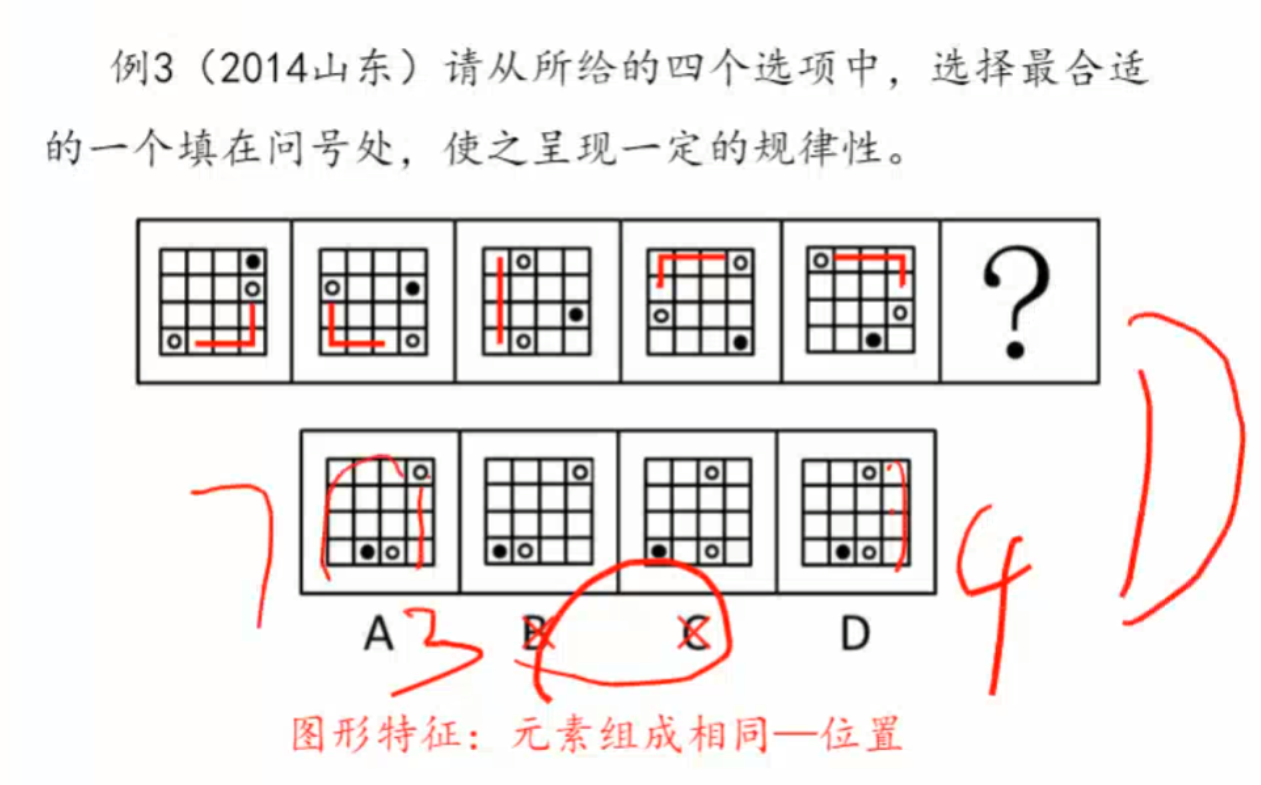 例3（2014山东）请从所给的四个选项中，选择最合适
的一个填在问号处，使之呈现一定的规律性。
?
7
4
D
A 3 B C D
图形特征：元素组成相同—位置